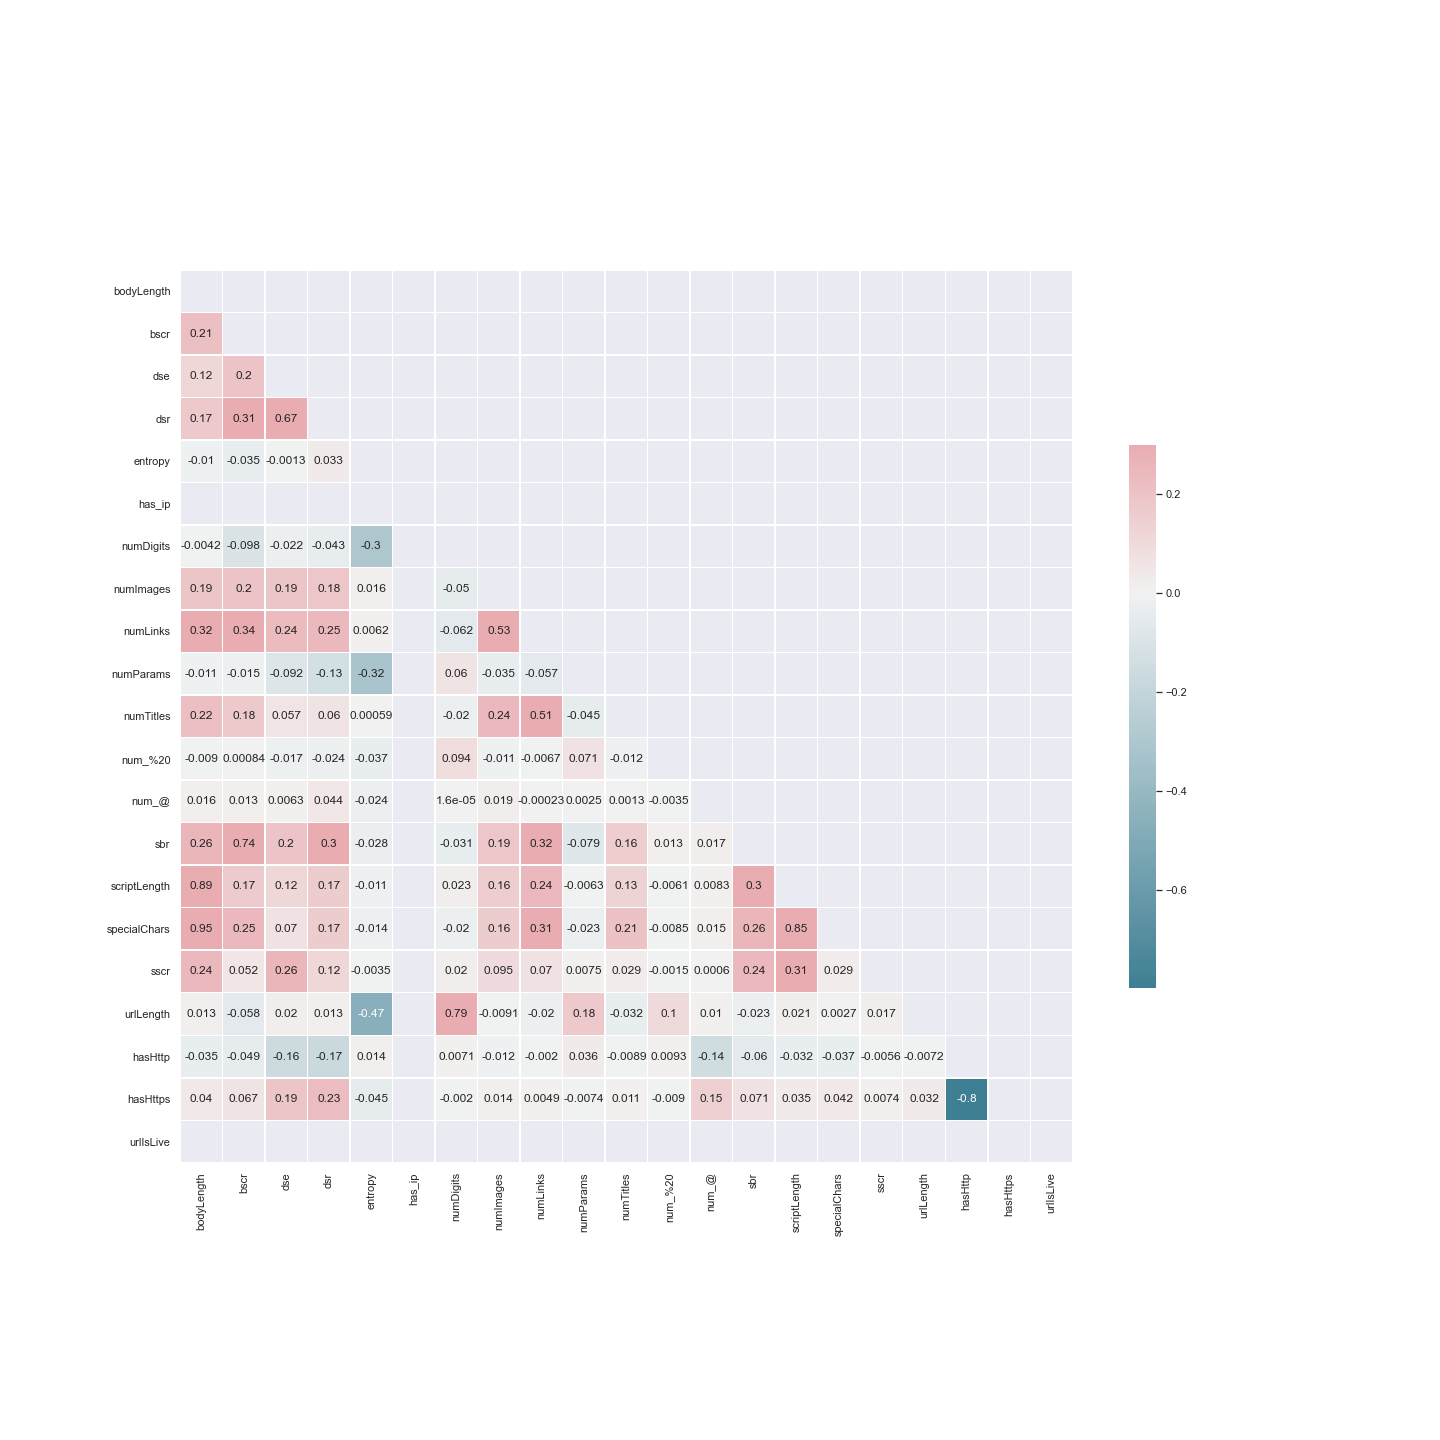 bodyLength
bscr 0.21
dse 0.12 0.2
dsr 0.17 0.31 0.67
entropy -0.01 -0.035 -0.0013 0.033
has_ip
numDigits -0.0042 -0.098 -0.022 -0.043 -0.3
numImages 0.19 0.2 0.19 0.18 0.016 -0.05
numLinks 0.32 0.34 0.24 0.25 0.0062 -0.062 0.53
numParams -0.011 -0.015 -0.092 -0.13 -0.32 0.06 -0.035 -0.057
numTitles 0.22 0.18 0.057 0.06 0.00059 -0.02 0.24 0.51 -0.045
num_%20 -0.009 0.00084 -0.017 -0.024 -0.037 0.094 -0.011 -0.0067 0.071 -0.012
num_@ 0.016 0.013 0.0063 0.044 -0.024 1.6e-05 0.019 -0.00023 0.0025 0.0013 -0.0035
sbr 0.26 0.74 0.2 0.3 -0.028 -0.031 0.19 0.32 -0.079 0.16 0.013 0.017
scriptLength 0.89 0.17 0.12 0.17 -0.011 0.023 0.16 0.24 -0.0063 0.13 -0.0061 0.0083 0.3
specialChars 0.95 0.25 0.07 0.17 -0.014 -0.02 0.16 0.31 -0.023 0.21 -0.0085 0.015 0.26 0.85
sscr 0.24 0.052 0.26 0.12 -0.0035 0.02 0.095 0.07 0.0075 0.029 -0.0015 0.0006 0.24 0.31 0.029
urlLength 0.013 -0.058 0.02 0.013 -0.47 0.79 -0.0091 -0.02 0.18 -0.032 0.1 0.01 -0.023 0.021 0.0027 0.017
hasHttp -0.035 -0.049 -0.16 -0.17 0.014 0.0071 -0.012 -0.002 0.036 -0.0089 0.0093 -0.14 -0.06 -0.032 -0.037 -0.0056 -0.0072
hasHttps 0.04 0.067 0.19 0.23 -0.045 -0.002 0.014 0.0049 -0.0074 0.011 -0.009 0.15 0.071 0.035 0.042 0.0074 0.032 -0.8
urlIsLive
bodyLength bscr dse dsr entropy has_ip numDigits numImages numLinks numParams numTitles num_%20 num_@ sbr scriptLength specialChars sscr urlLength hasHttp hasHttps urlIsLive
0.2
0.0
−0.2
−0.4
−0.6